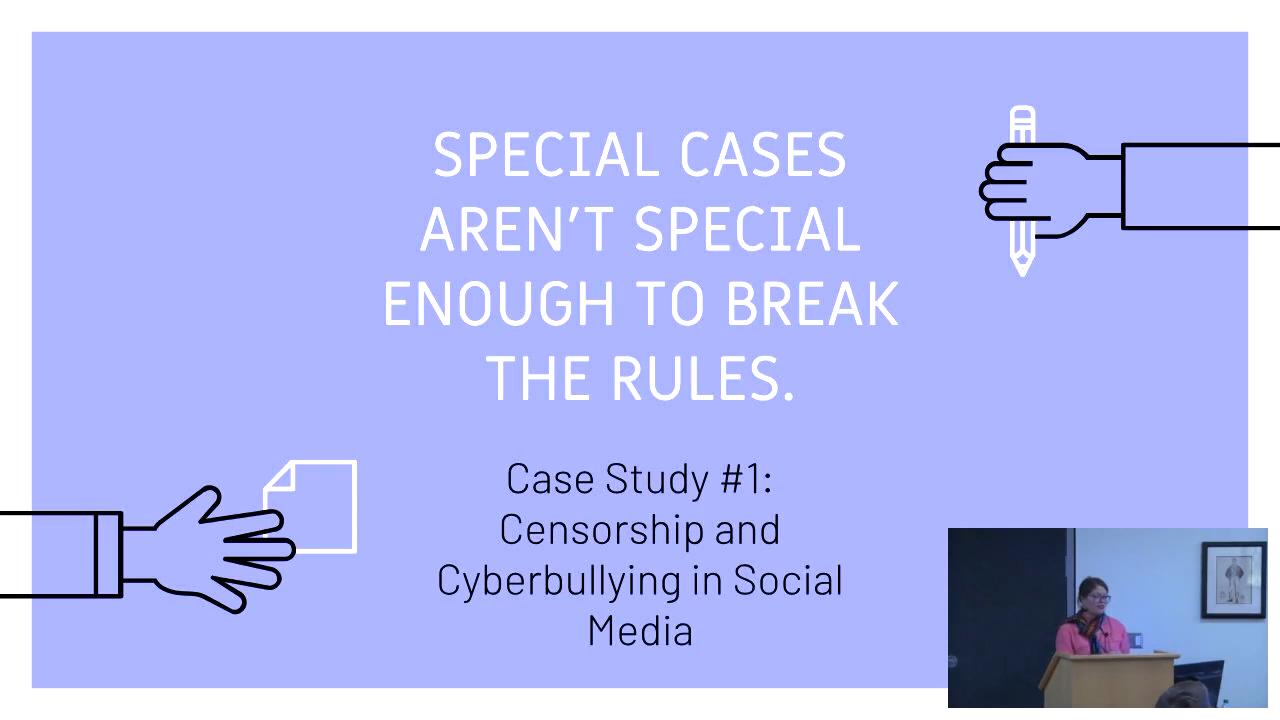 SPECIAL CASES
AREN'T SPECIAL
ENOUGH TO BREAK
THE RULES.
Case Study #1:
Censorship and
Cyberbullying in Social
Media